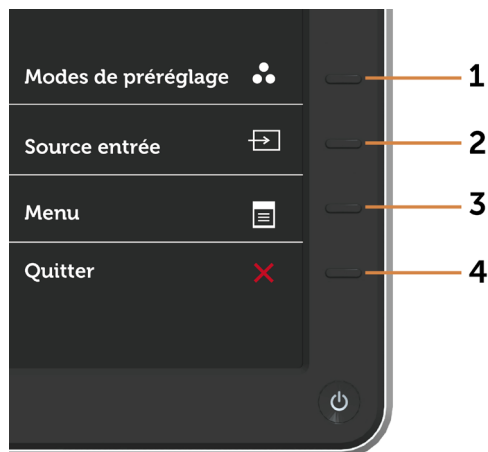 Modes de préréglage 1
Source entrée 2
Menu 3
Quitter 4